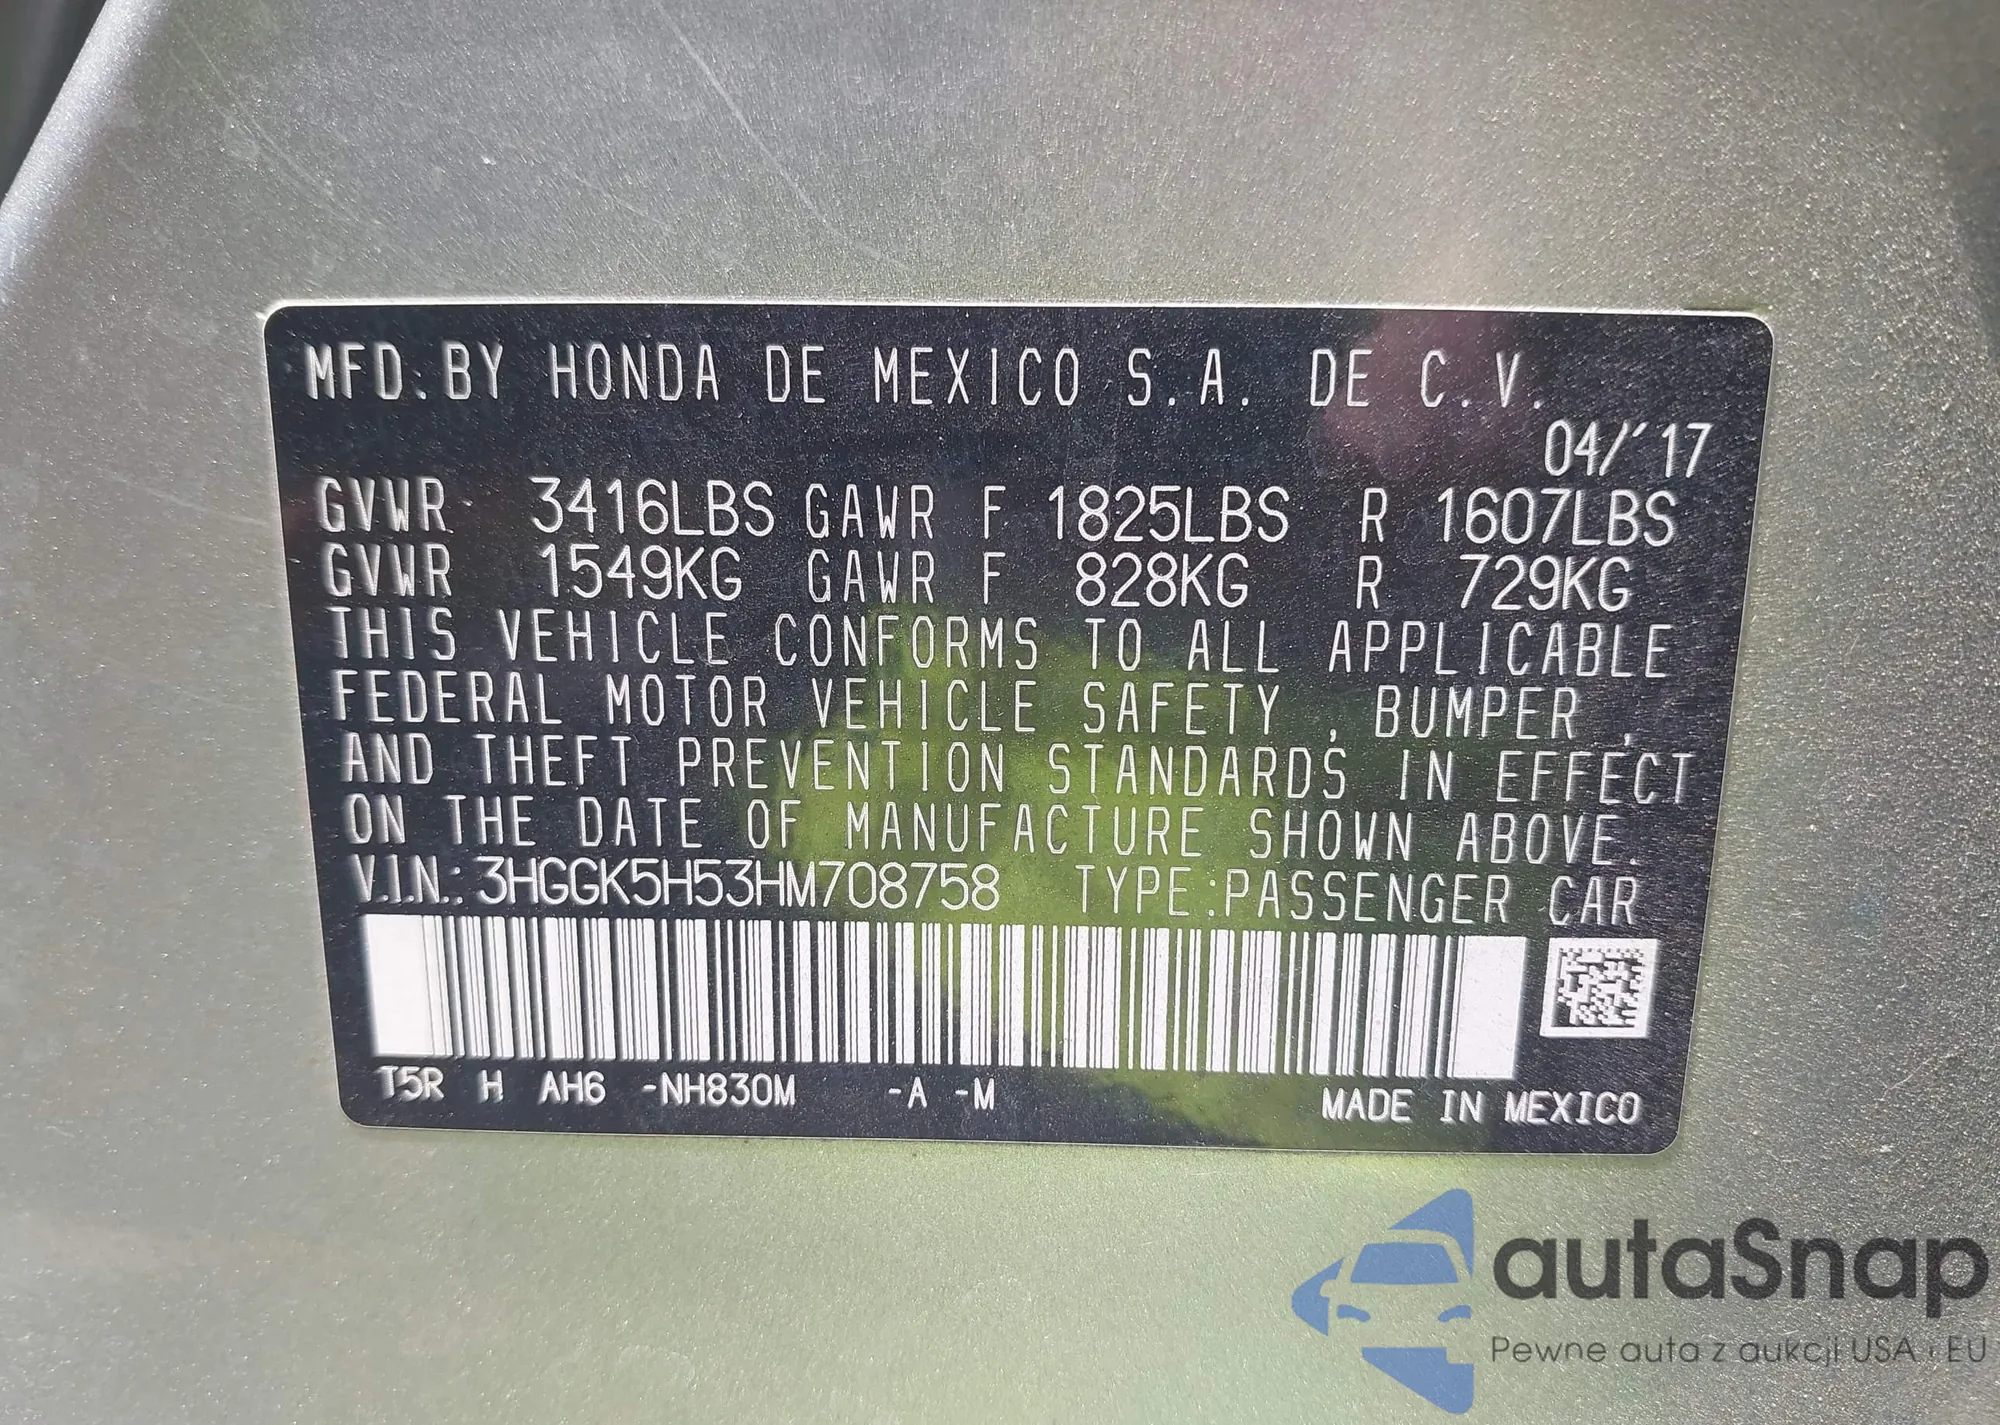 MFD. BY HONDA DE MEXICO S.A. DE C.V.
04/'17
GVWR 3416LBS GAWR F 1825LBS R 1607LBS
GVWR 1549KG GAWR F 828KG R 729KG
THIS VEHICLE CONFORMS TO ALL APPLICABLE
FEDERAL MOTOR VEHICLE SAFETY , BUMPER ,
AND THEFT PREVENTION STANDARDS IN EFFECT
ON THE DATE OF MANUFACTURE SHOWN ABOVE.
V.I.N.: 3HGGK5H53HM708758 TYPE:PASSENGER CAR
T5R H AH6 -NH830M -A -M MADE IN MEXICO
autaSnap
Pewne auta z aukcji USA i EU